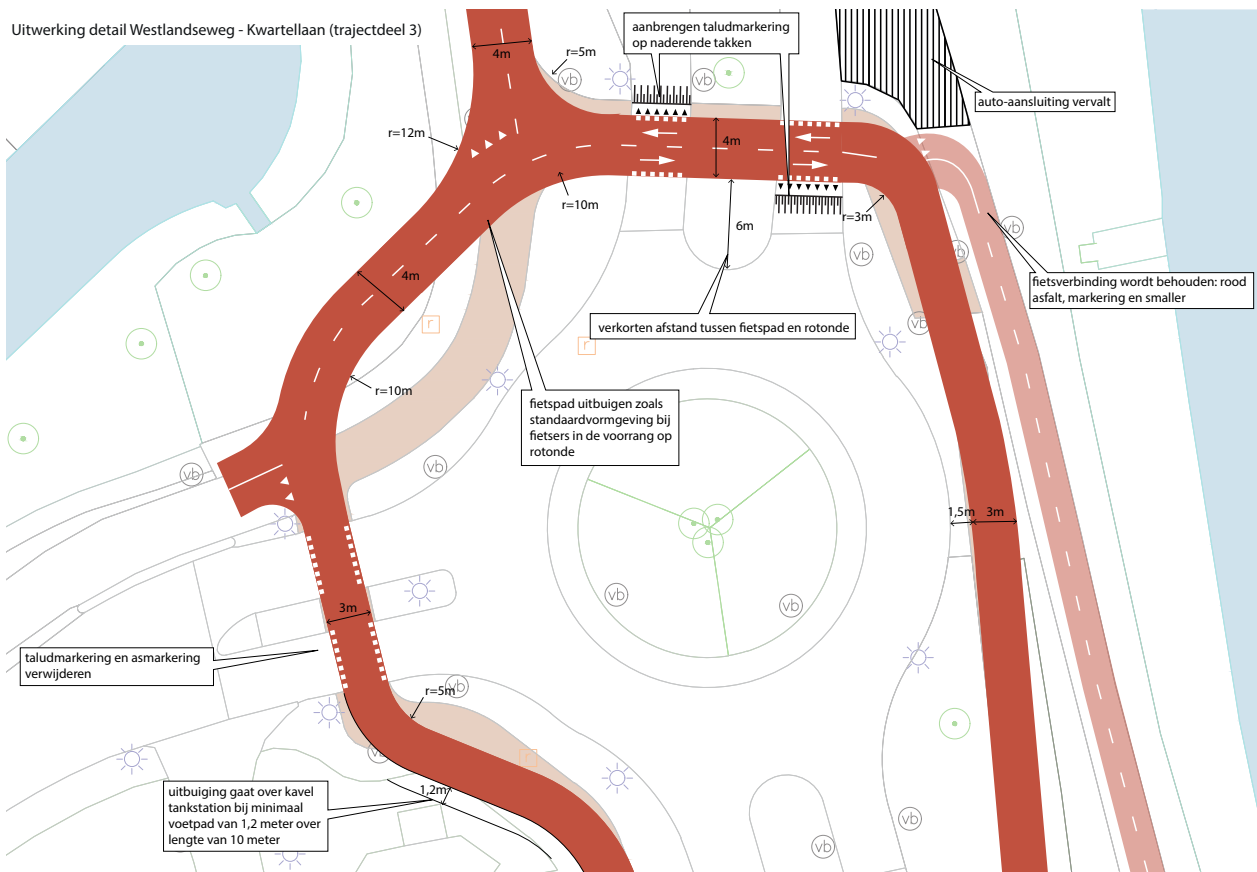 Uitwerking detail Westlandseweg - Kwartellaan (trajectdeel 3)
aanbrengen taludmarkering
op naderende takken
4m
r=5m
vb
vb
vb
auto-aansluiting vervalt
r=12m
4m
r=10m
r=3m
6m
vb
vb
vb
4m
fietsverbinding wordt behouden: rood
asfalt, markering en smaller
r
verkorten afstand tussen fietspad en rotonde
vb
r
r=10m
fietspad uitbuigen zoals
standaardvormgeving bij
fietsers in de voorrang op
rotonde
vb
vb
1,5m
3m
vb
vb
3m
taludmarkering en asmarkering
verwijderen
r=5m
vb
vb
r
uitbuiging gaat over kavel
tankstation bij minimaal
voetpad van 1,2 meter over
lengte van 10 meter
1,2m
vb
vb